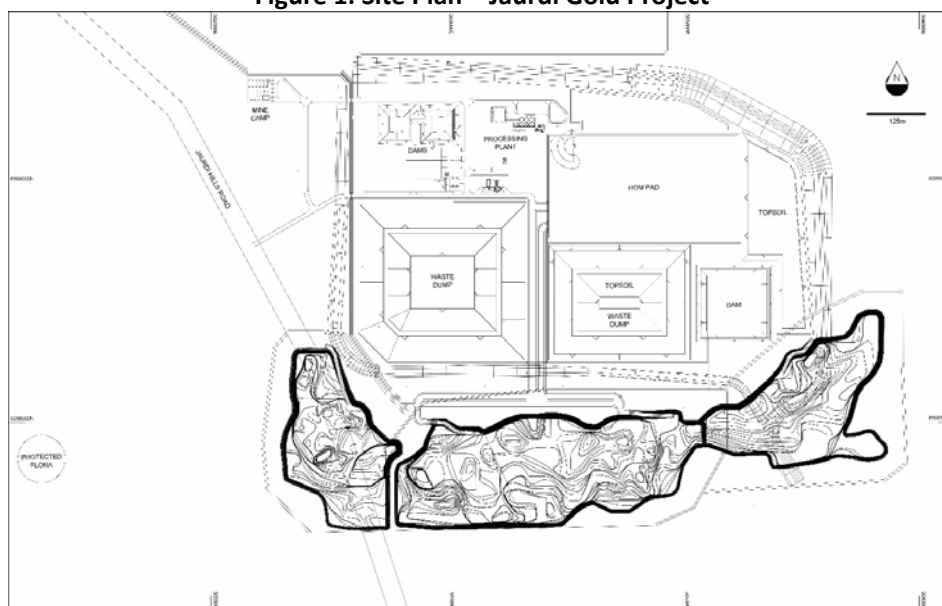 Figure 1: Site Plan – Jaurdi Gold Project
N
125m
MINE
CAMP
DAMS
PROCESSING
PLANT
JAURDI HILLS ROAD
ROM PAD
TOPSOIL
WASTE
DUMP
TOPSOIL
WASTE
DUMP
DAM
PROTECTED
FLORA